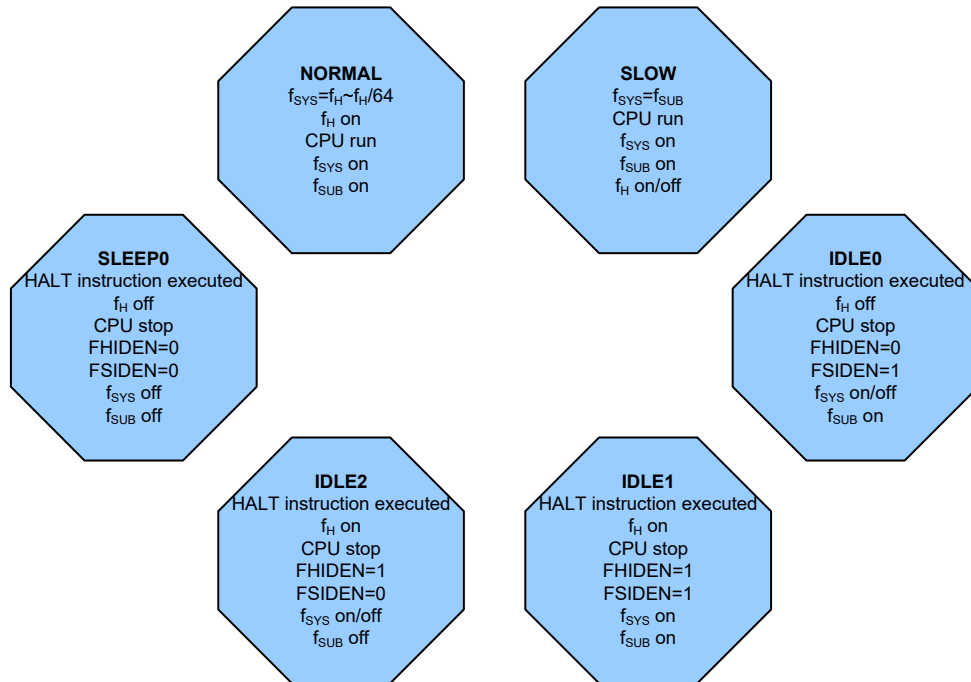 NORMAL
fSYS=fH~fH/64
fH on
CPU run
fSYS on
fSUB on
SLOW
fSYS=fSUB
CPU run
fSYS on
fSUB on
fH on/off
SLEEP0
HALT instruction executed
fH off
CPU stop
FHIDEN=0
FSIDEN=0
fSYS off
fSUB off
IDLE0
HALT instruction executed
fH off
CPU stop
FHIDEN=0
FSIDEN=1
fSYS on/off
fSUB on
IDLE2
HALT instruction executed
fH on
CPU stop
FHIDEN=1
FSIDEN=0
fSYS on/off
fSUB off
IDLE1
HALT instruction executed
fH on
CPU stop
FHIDEN=1
FSIDEN=1
fSYS on
fSUB on